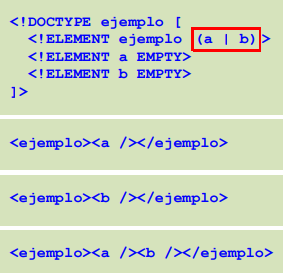 <!DOCTYPE ejemplo [
<!ELEMENT ejemplo (a | b)>
<!ELEMENT a EMPTY>
<!ELEMENT b EMPTY>
]>
<ejemplo><a /></ejemplo>
<ejemplo><b /></ejemplo>
<ejemplo><a /><b /></ejemplo>